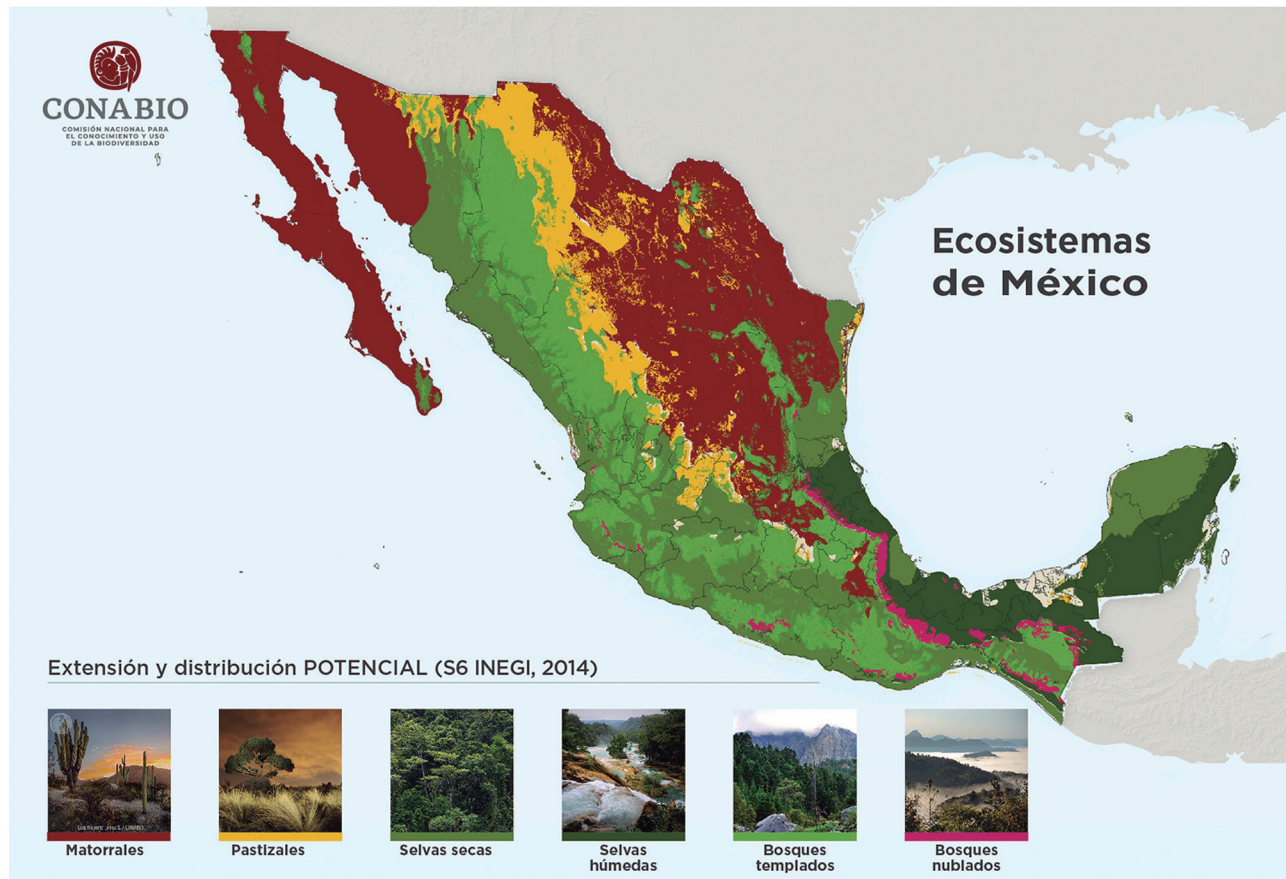 CONABIO
COMISIÓN NACIONAL PARA
EL CONOCIMIENTO Y USO
DE LA BIODIVERSIDAD
Ecosistemas
de México
Extensión y distribución POTENCIAL (S6 INEGI, 2014)
Matorrales
Pastizales
Selvas secas
Selvas
húmedas
Bosques
templados
Bosques
nublados